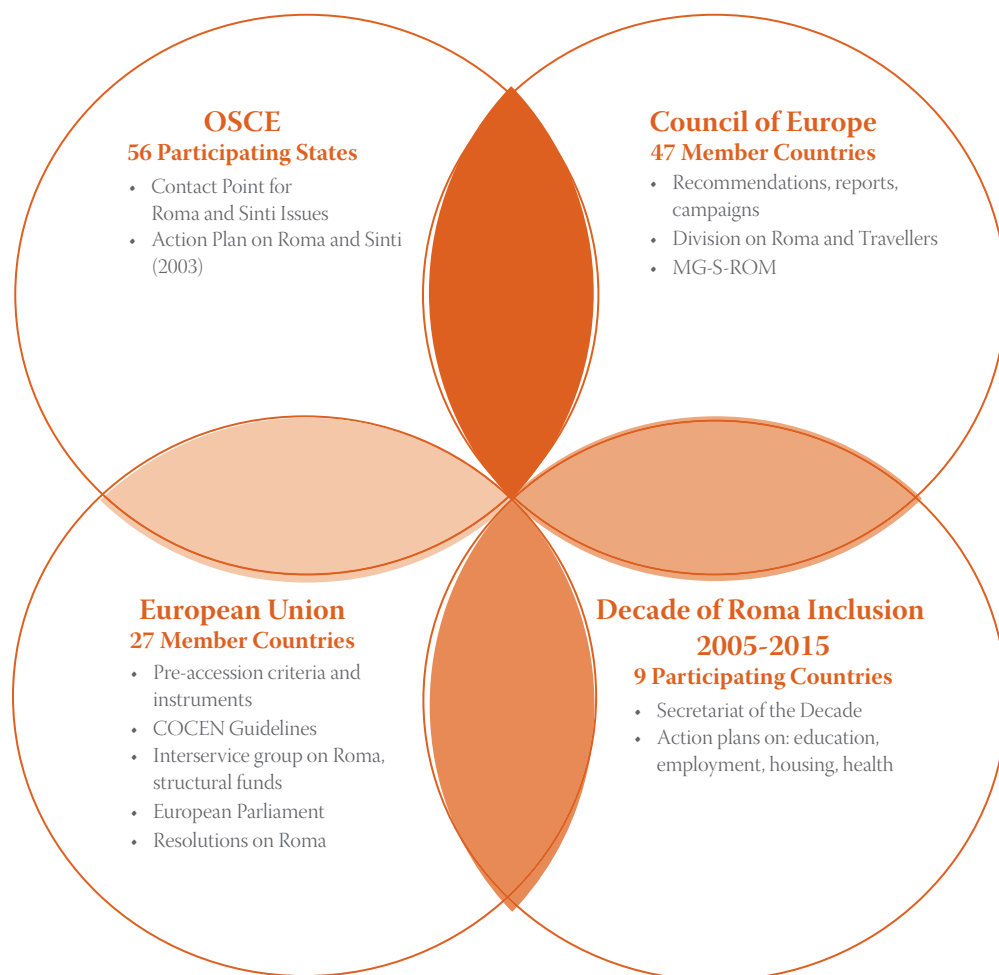 OSCE
56 Participating States
• Contact Point for
Roma and Sinti Issues
• Action Plan on Roma and Sinti
(2003)
Council of Europe
47 Member Countries
• Recommendations, reports,
campaigns
• Division on Roma and Travellers
• MG-S-ROM
European Union
27 Member Countries
• Pre-accession criteria and
instruments
• COCEN Guidelines
• Interservice group on Roma,
structural funds
• European Parliament
• Resolutions on Roma
Decade of Roma Inclusion
2005-2015
9 Participating Countries
• Secretariat of the Decade
• Action plans on: education,
employment, housing, health